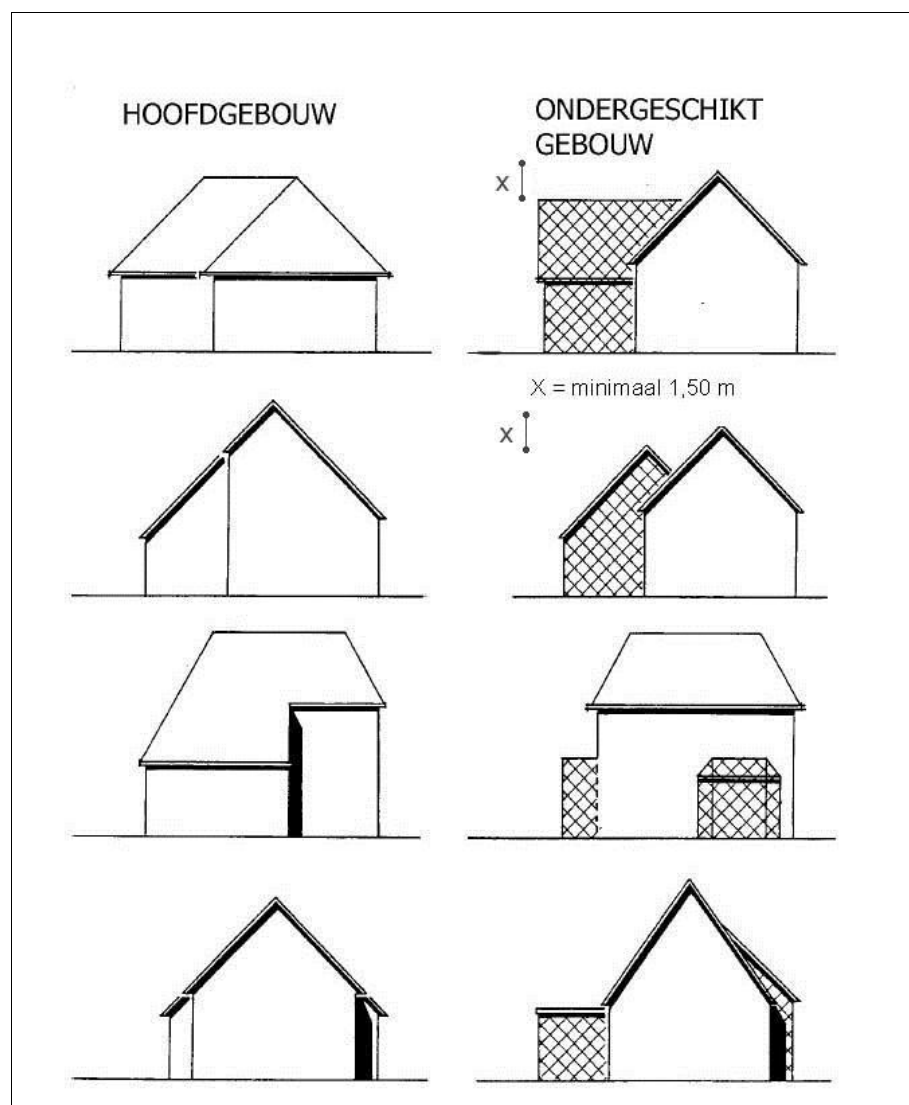 HOOFDGEBOUW
ONDERGESCHIKT
GEBOUW
X
X = minimaal 1,50 m
X